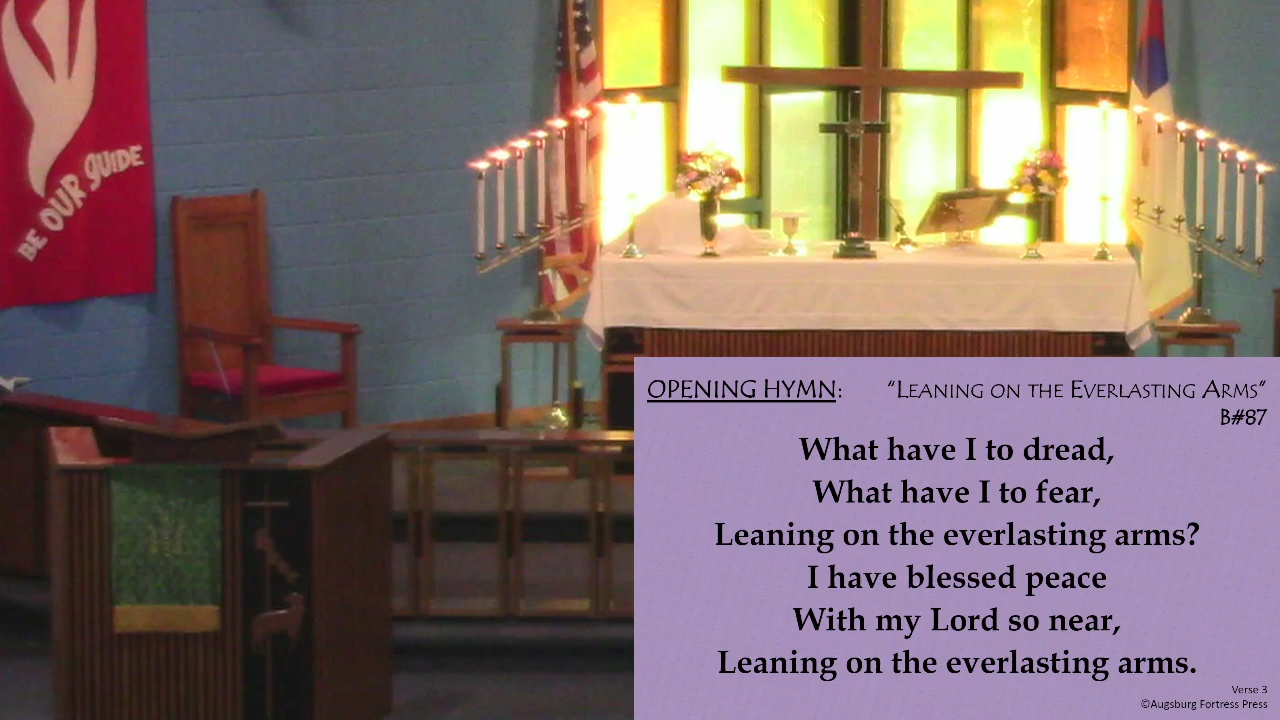 BE OUR GUIDE
OPENING HYMN: “LEANING ON THE EVERLASTING ARMS”
B#87
What have I to dread,
What have I to fear,
Leaning on the everlasting arms?
I have blessed peace
With my Lord so near,
Leaning on the everlasting arms.
Verse 3
©Augsburg Fortress Press